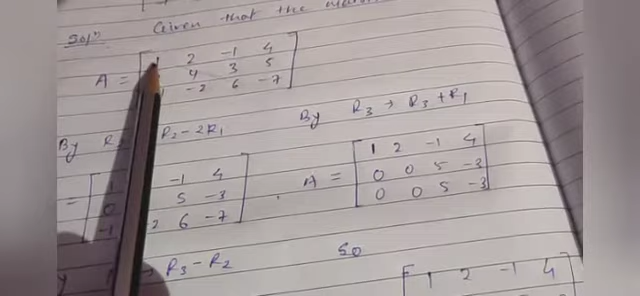 Solⁿ Given that the
2 -1 4
A = 4 3 5
-2 6 -7
By R₂-2R₁ By R₃ → R₃+R₁
1 -1 4 1 2 -1 4
= 0 5 -3 A = 0 0 5 -3
-1 2 6 -7 0 0 5 -3
R₃-R₂ So
1 2 -1 4